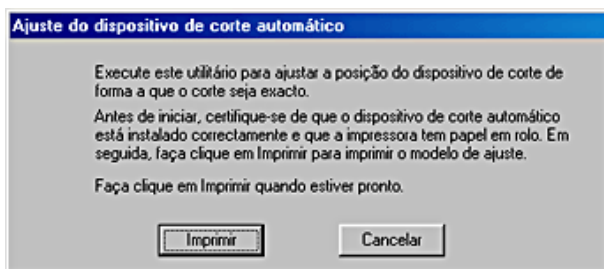 Ajuste do dispositivo de corte automático
Execute este utilitário para ajustar a posição do dispositivo de corte de
forma a que o corte seja exacto.
Antes de iniciar, certifique-se de que o dispositivo de corte automático
está instalado correctamente e que a impressora tem papel em rolo. Em
seguida, faça clique em Imprimir para imprimir o modelo de ajuste.
Faça clique em Imprimir quando estiver pronto.
Imprimir
Cancelar